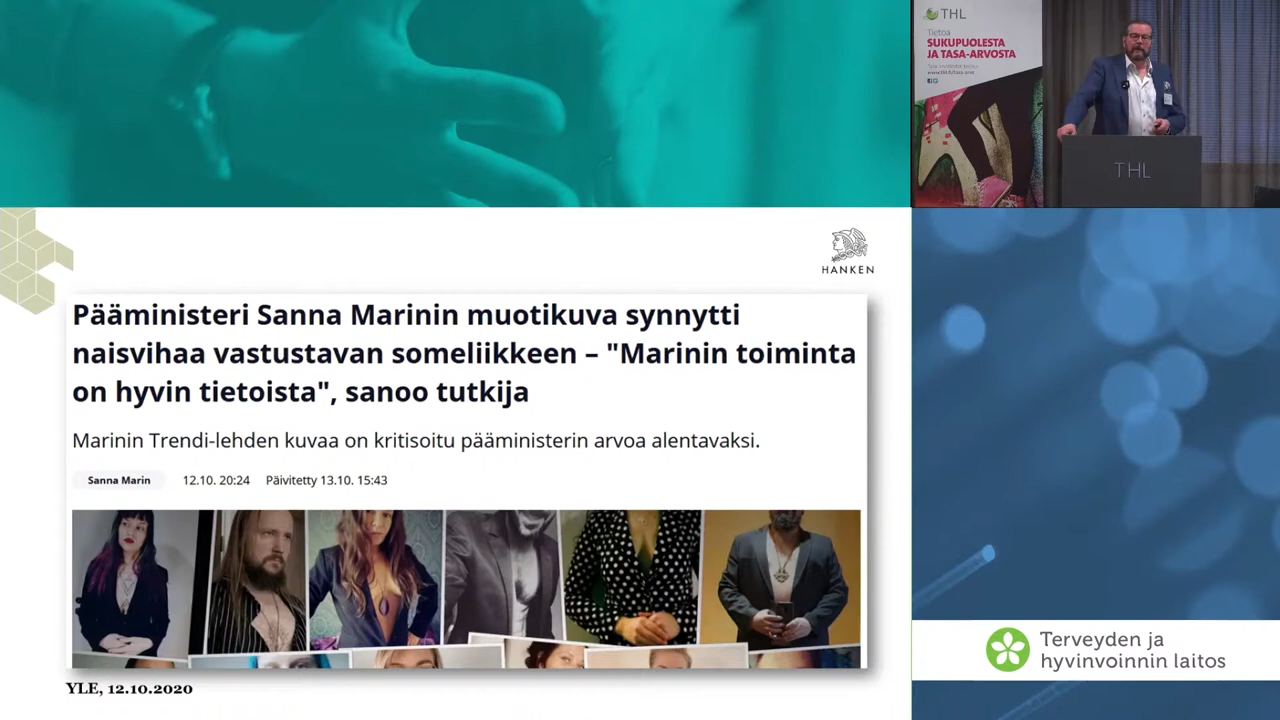 THL
Tietoa
SUKUPUOLESTA
JA TASA-ARVOSTA
THL
HANKEN
Pääministeri Sanna Marinin muotikuva synnytti
naisvihaa vastustavan someliikkeen – "Marinin toiminta
on hyvin tietoista", sanoo tutkija
Marinin Trendi-lehden kuvaa on kritisoitu pääministerin arvoa alentavaksi.
Sanna Marin 12.10. 20:24 Päivitetty 13.10. 15:43
YLE, 12.10.2020
Terveyden ja
hyvinvoinnin laitos